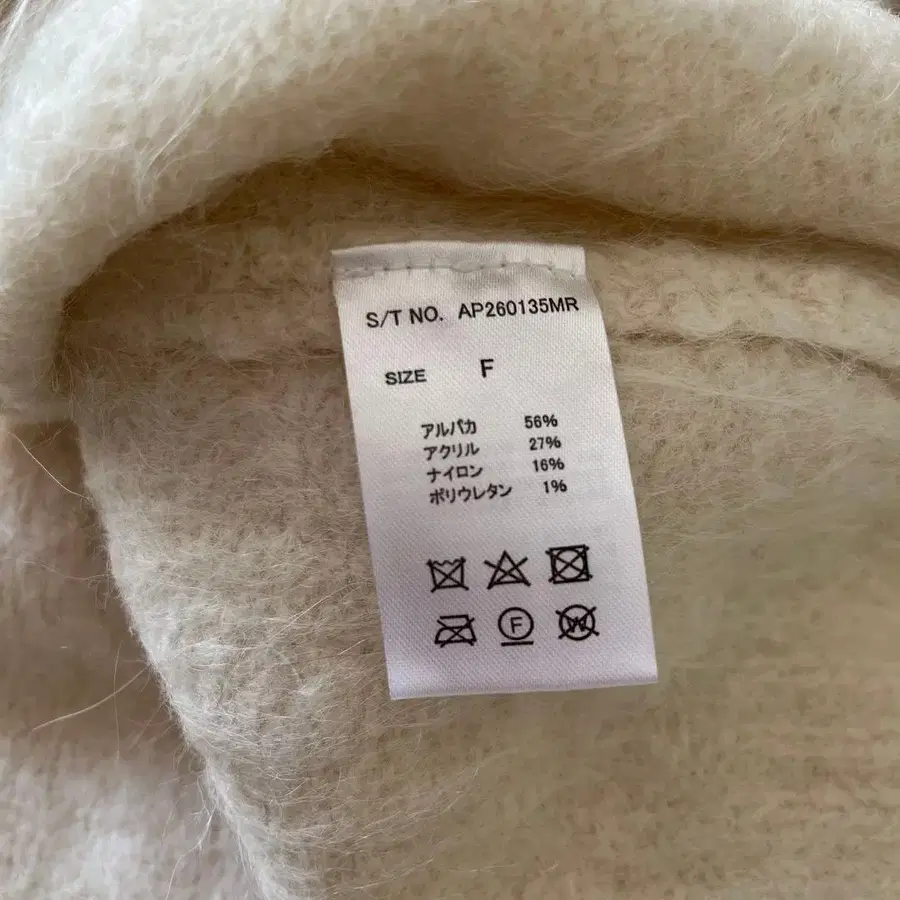 S/T NO. AP260135MR
SIZE F
アルパカ 56%
アクリル 27%
ナイロン 16%
ポリウレタン 1%
F W